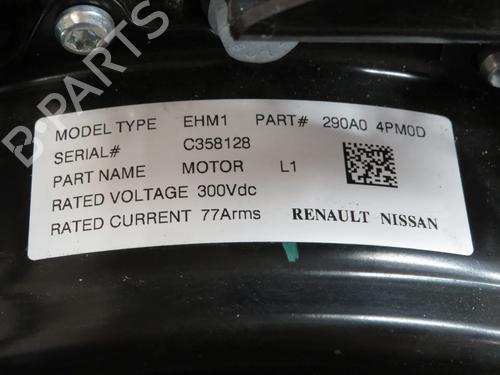 B-PARTS
MODEL TYPE EHM1 PART# 290A0 4PM0D
SERIAL# C358128
PART NAME MOTOR L1
RATED VOLTAGE 300Vdc
RATED CURRENT 77Arms RENAULT NISSAN